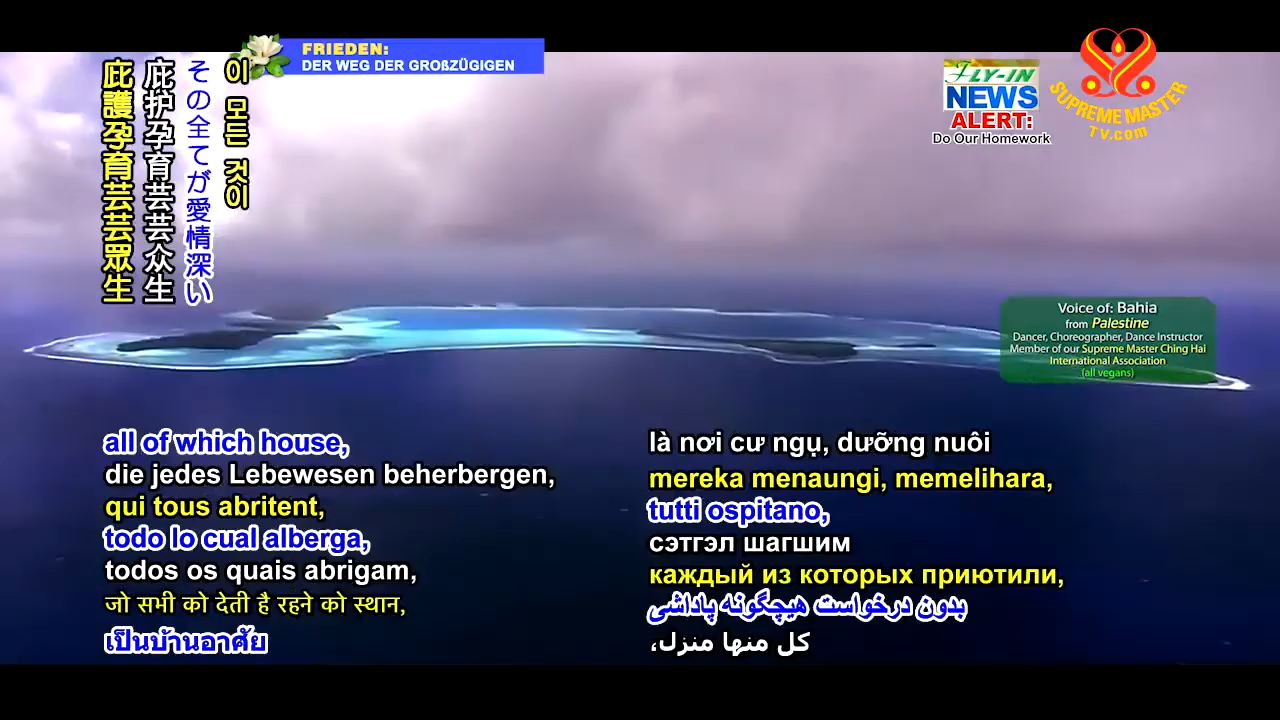 FRIEDEN:
DER WEG DER GROßZÜGIGEN
FLY-IN
NEWS
ALERT:
Do Our Homework
SUPREME MASTER
TV.com
이 모든 것이
その全てが愛情深い
庇护孕育芸芸众生
庇護孕育芸芸眾生
Voice of: Bahia
from Palestine
Dancer, Choreographer, Dance Instructor
Member of our Supreme Master Ching Hai
International Association
(all vegans)
all of which house,
die jedes Lebewesen beherbergen,
qui tous abritent,
todo lo cual alberga,
todos os quais abrigam,
जो सभी को देती है रहने को स्थान,
เป็นบ้านอาศัย
là nơi cư ngụ, dưỡng nuôi
mereka menaungi, memelihara,
tutti ospitano,
сэтгэл шагшим
каждый из которых приютили,
بدون درخواست هیچگونه پاداشی
كل منها منزل،